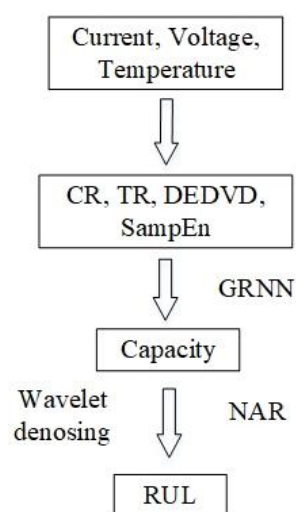 Current, Voltage,
Temperature
CR, TR, DEDVD,
SampEn
GRNN
Capacity
Wavelet
denosing
NAR
RUL